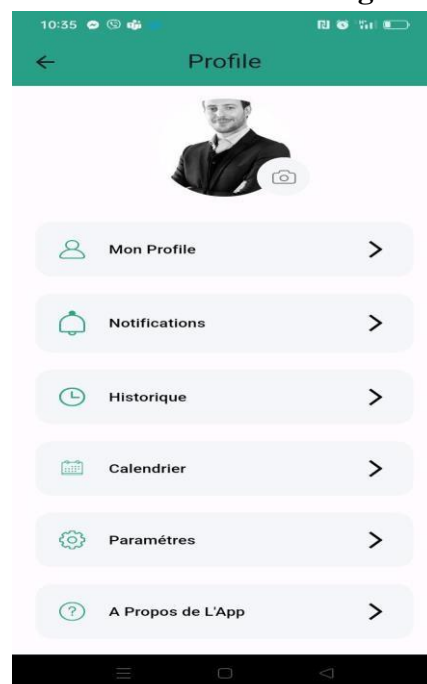 10:35
Profile
Mon Profile
Notifications
Historique
Calendrier
Paramétres
A Propos de L'App